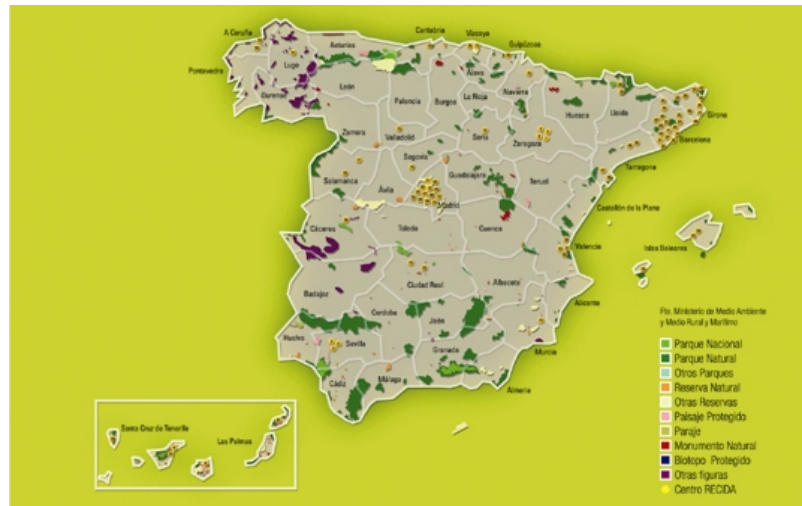 A Coruña
Cantabria
Vizcaya
Guipúzcoa
Asturias
Lugo
Pontevedra
Ourense
León
Álava
Navarra
Palencia
Burgos
La Rioja
Huesca
Lleida
Girona
Zamora
Valladolid
Soria
Zaragoza
Barcelona
Segovia
Tarragona
Salamanca
Ávila
Guadalajara
Teruel
Madrid
Castellón de la Plana
Cáceres
Toledo
Cuenca
Valencia
Islas Baleares
Ciudad Real
Albacete
Badajoz
Alicante
Cordoba
Jaén
Huelva
Sevilla
Granada
Murcia
Cádiz
Málaga
Almería
Santa Cruz de Tenerife
Las Palmas
Fte. Ministerio de Medio Ambiente
y Medio Rural y Marítimo
Parque Nacional
Parque Natural
Otros Parques
Reserva Natural
Otras Reservas
Paisaje Protegido
Paraje
Monumento Natural
Biotopo Protegido
Otras figuras
Centro RECIDA